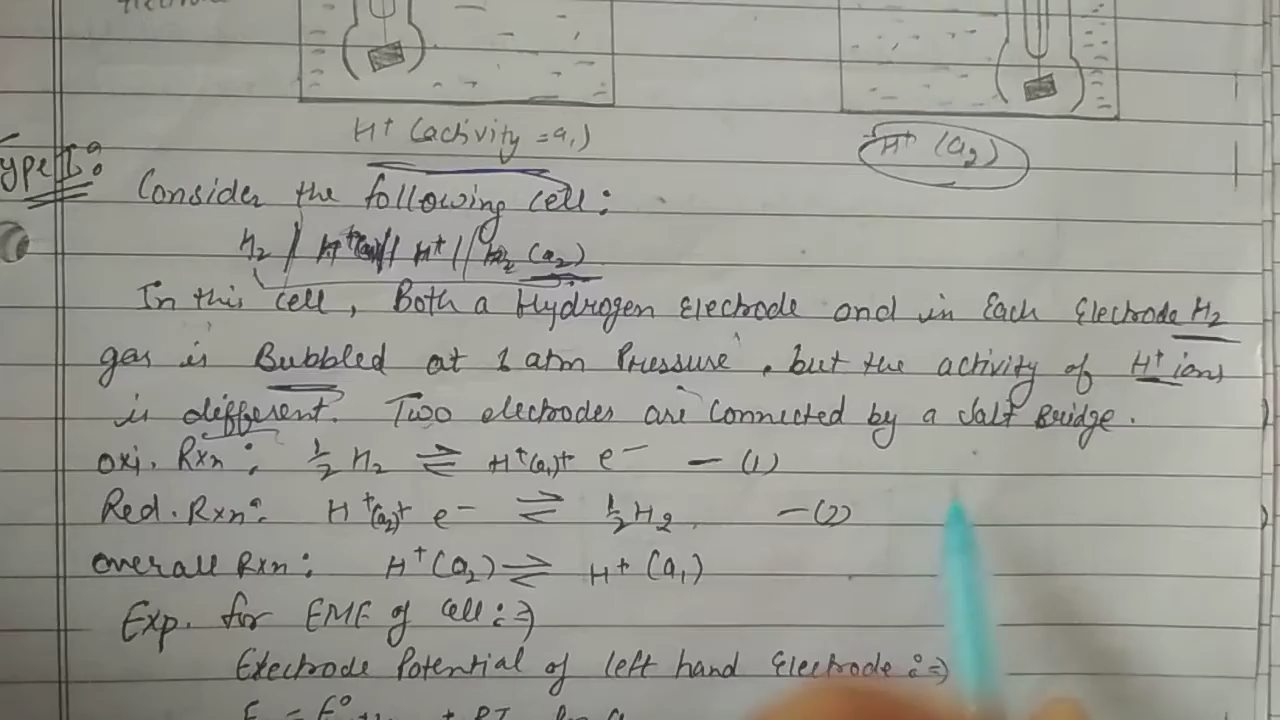 H+ (activity = a₁)
H+ (a₂)
Type I:
Consider the following cell:
H₂ / H+ // H₂ (a₂)
In this cell, Both a Hydrogen Electrode and in Each Electrode H₂
gas is Bubbled at 1 atm Pressure, but the activity of H+ ions
is different. Two electrodes are connected by a Salt Bridge.
Oxi. Rxn: ½ H₂ ⇌ H+(a₁) + e⁻ — (1)
Red. Rxn: H+(a₂) + e⁻ ⇌ ½ H₂ — (2)
Overall Rxn: H+ (a₂) ⇌ H+ (a₁)
Exp. for EMF of Cell :⇒
Electrode Potential of left hand Electrode :⇒